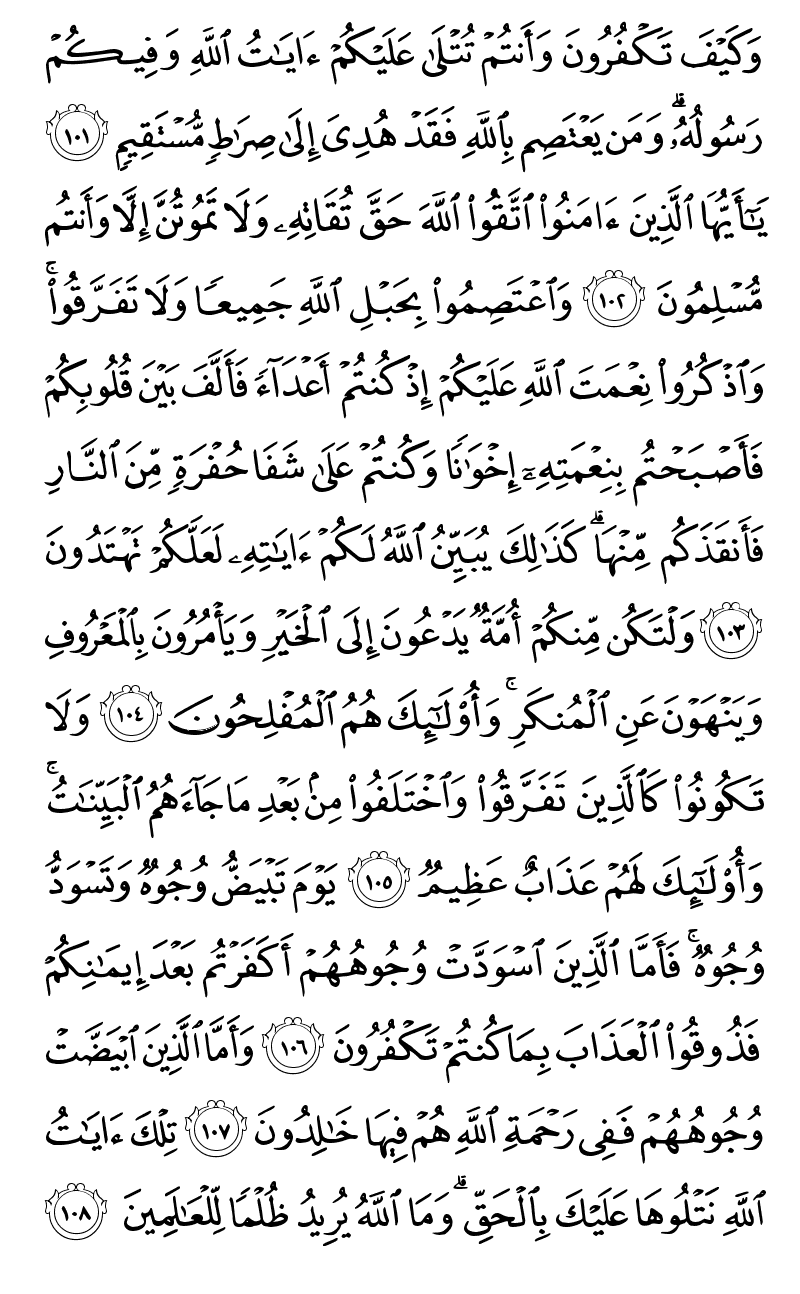 وَكَيۡفَ تَكۡفُرُونَ وَأَنتُمۡ تُتۡلَىٰ عَلَيۡكُمۡ ءَايَٰتُ ٱللَّهِ وَفِيكُمۡ
رَسُولُهُۥۗ وَمَن يَعۡتَصِم بِٱللَّهِ فَقَدۡ هُدِيَ إِلَىٰ صِرَٰطٖ مُّسۡتَقِيمٖ ١٠١
يَٰٓأَيُّهَا ٱلَّذِينَ ءَامَنُواْ ٱتَّقُواْ ٱللَّهَ حَقَّ تُقَاتِهِۦ وَلَا تَمُوتُنَّ إِلَّا وَأَنتُم
مُّسۡلِمُونَ ١٠٢ وَٱعۡتَصِمُواْ بِحَبۡلِ ٱللَّهِ جَمِيعٗا وَلَا تَفَرَّقُواْۚ
وَٱذۡكُرُواْ نِعۡمَتَ ٱللَّهِ عَلَيۡكُمۡ إِذۡ كُنتُمۡ أَعۡدَآءٗ فَأَلَّفَ بَيۡنَ قُلُوبِكُمۡ
فَأَصۡبَحۡتُم بِنِعۡمَتِهِۦٓ إِخۡوَٰنٗا وَكُنتُمۡ عَلَىٰ شَفَا حُفۡرَةٖ مِّنَ ٱلنَّارِ
فَأَنقَذَكُم مِّنۡهَاۗ كَذَٰلِكَ يُبَيِّنُ ٱللَّهُ لَكُمۡ ءَايَٰتِهِۦ لَعَلَّكُمۡ تَهۡتَدُونَ
١٠٣ وَلۡتَكُن مِّنكُمۡ أُمَّةٞ يَدۡعُونَ إِلَى ٱلۡخَيۡرِ وَيَأۡمُرُونَ بِٱلۡمَعۡرُوفِ
وَيَنۡهَوۡنَ عَنِ ٱلۡمُنكَرِۚ وَأُوْلَٰٓئِكَ هُمُ ٱلۡمُفۡلِحُونَ ١٠٤ وَلَا
تَكُونُواْ كَٱلَّذِينَ تَفَرَّقُواْ وَٱخۡتَلَفُواْ مِنۢ بَعۡدِ مَا جَآءَهُمُ ٱلۡبَيِّنَٰتُۚ
وَأُوْلَٰٓئِكَ لَهُمۡ عَذَابٌ عَظِيمٞ ١٠٥ يَوۡمَ تَبۡيَضُّ وُجُوهٞ وَتَسۡوَدُّ
وُجُوهٞۚ فَأَمَّا ٱلَّذِينَ ٱسۡوَدَّتۡ وُجُوهُهُمۡ أَكَفَرۡتُم بَعۡدَ إِيمَٰنِكُمۡ
فَذُوقُواْ ٱلۡعَذَابَ بِمَا كُنتُمۡ تَكۡفُرُونَ ١٠٦ وَأَمَّا ٱلَّذِينَ ٱبۡيَضَّتۡ
وُجُوهُهُمۡ فَفِي رَحۡمَةِ ٱللَّهِ هُمۡ فِيهَا خَٰلِدُونَ ١٠٧ تِلۡكَ ءَايَٰتُ
ٱللَّهِ نَتۡلُوهَا عَلَيۡكَ بِٱلۡحَقِّۗ وَمَا ٱللَّهُ يُرِيدُ ظُلۡمٗا لِّلۡعَٰلَمِينَ ١٠٨